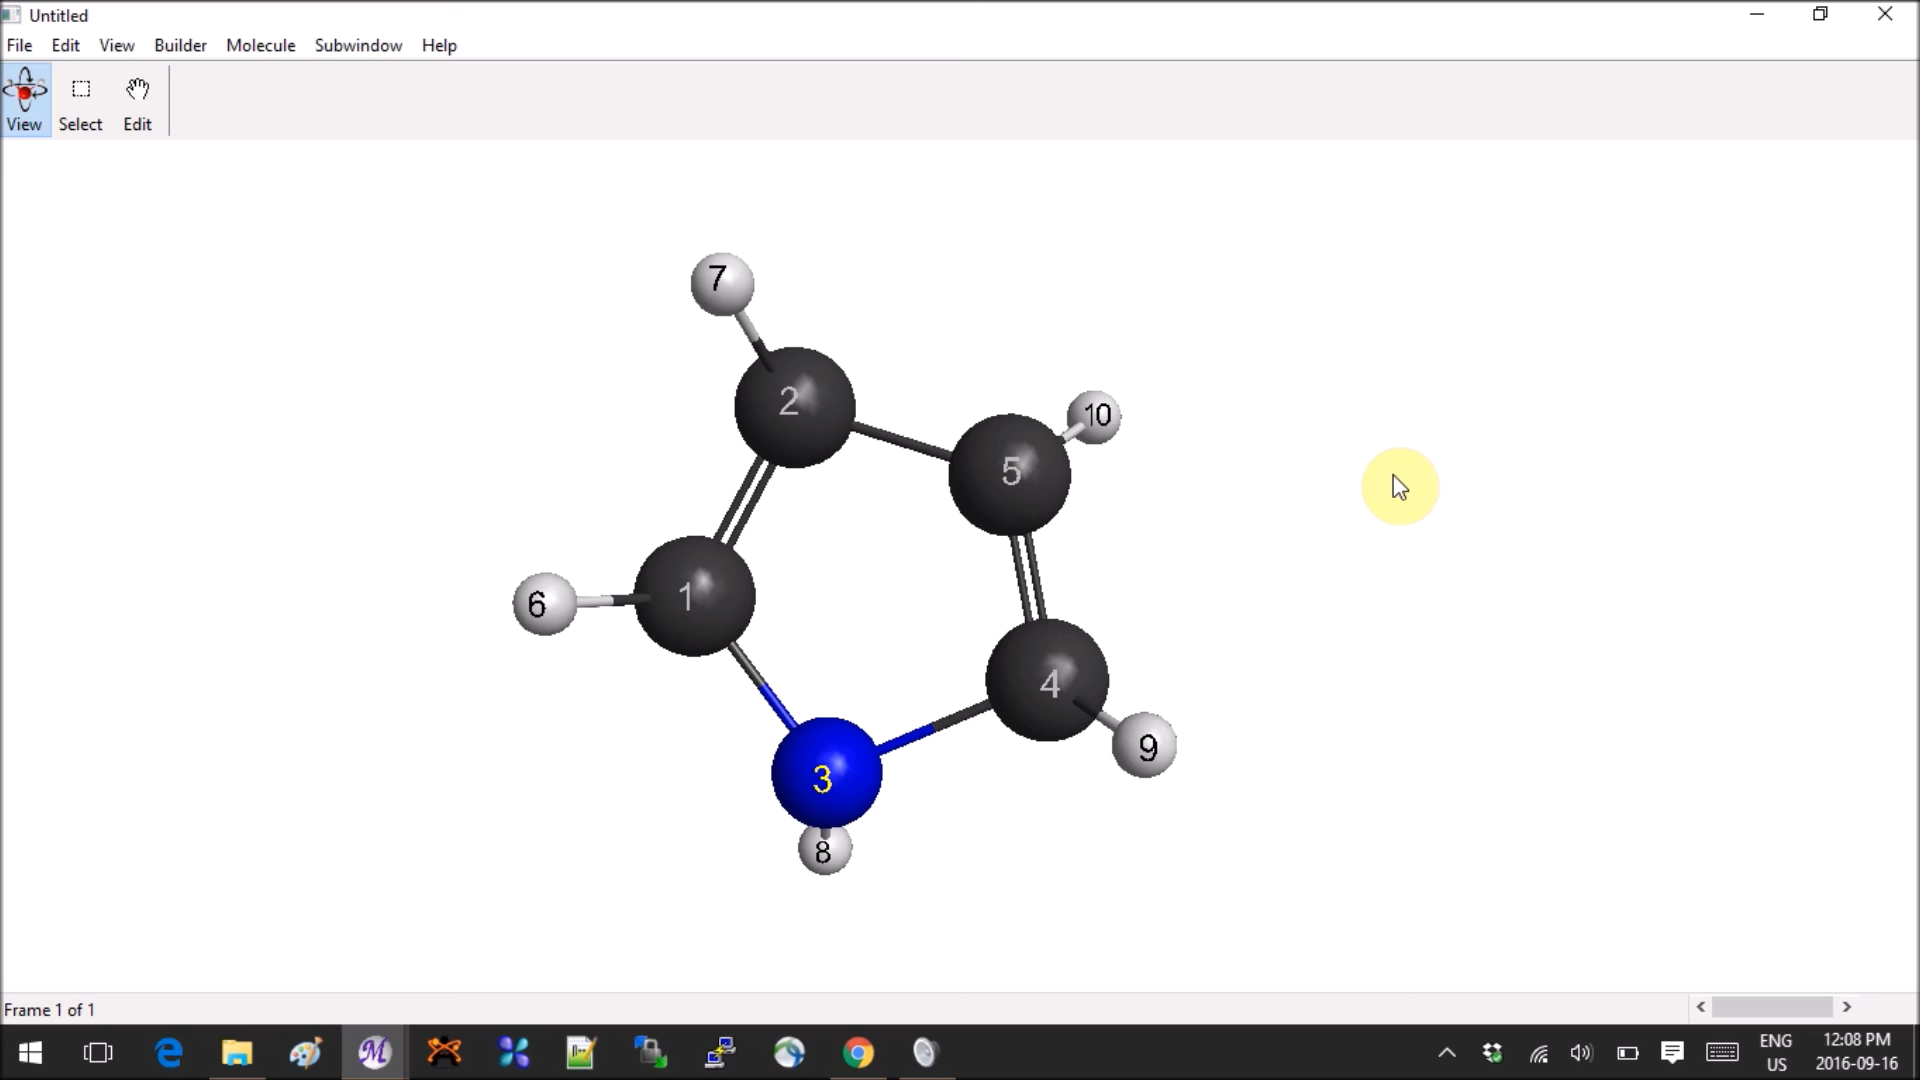 Untitled
File Edit View Builder Molecule Subwindow Help
View Select Edit
7
2
10
5
1
6
4
9
3
8
Frame 1 of 1
ENG 12:08 PM
US 2016-09-16